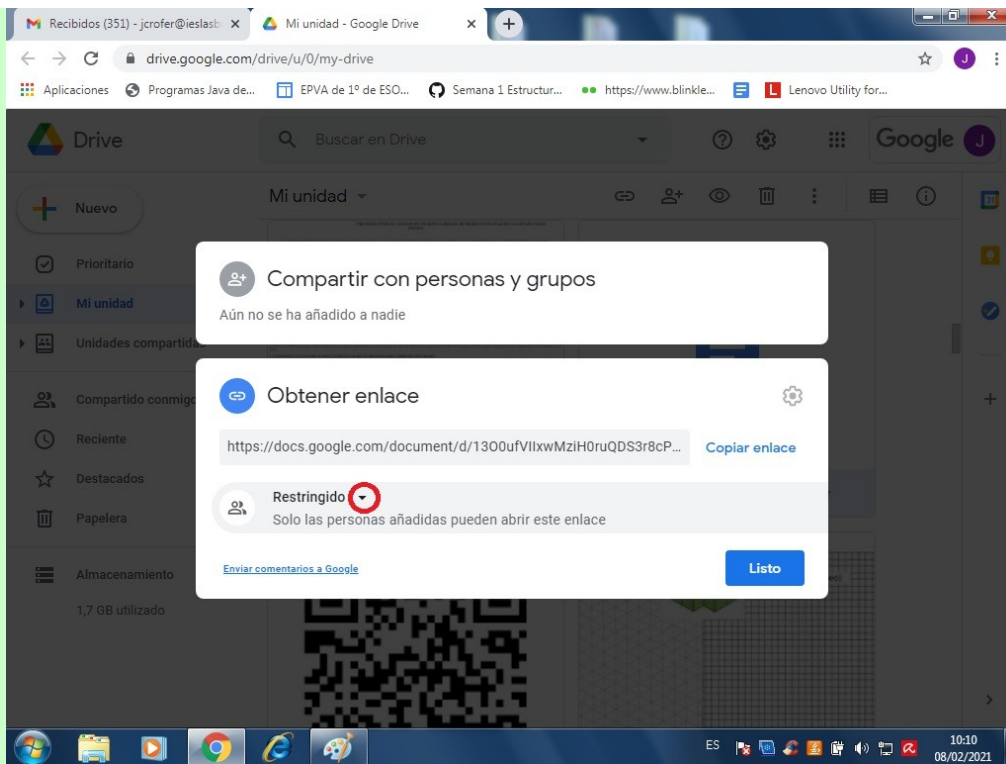 Recibidos (351) - jcrofer@ieslasb
Mi unidad - Google Drive
drive.google.com/drive/u/0/my-drive
J
Aplicaciones
Programas Java de...
EPVA de 1º de ESO...
Semana 1 Estructur...
https://www.blinkle...
L
Lenovo Utility for...
Drive
Buscar en Drive
Google
J
Nuevo
Mi unidad
Prioritario
Mi unidad
Unidades compartidas
Compartido conmigo
Reciente
Destacados
Papelera
Almacenamiento
1,7 GB utilizado
Compartir con personas y grupos
Aún no se ha añadido a nadie
Obtener enlace
https://docs.google.com/document/d/13O0ufVIIxwMziH0ruQDS3r8cP...
Copiar enlace
Restringido
Solo las personas añadidas pueden abrir este enlace
Enviar comentarios a Google
Listo
ES
10:10
08/02/2021